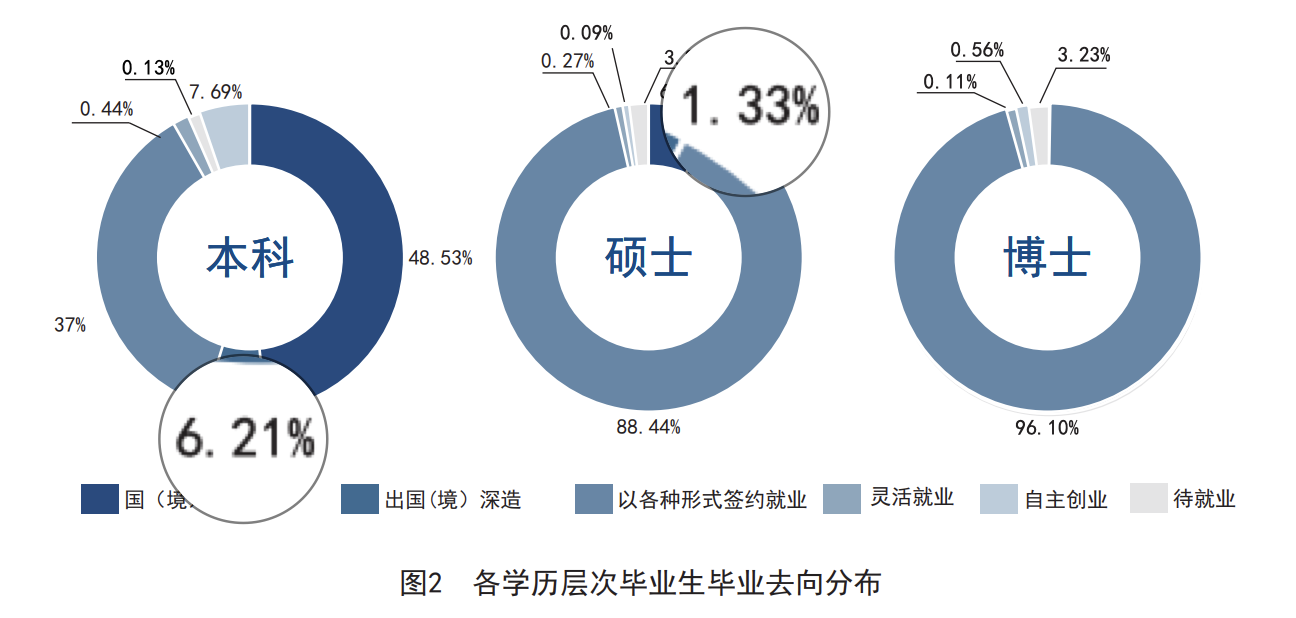 0.13%
7.69%
0.44%
本科
48.53%
37%
6.21%
0.09%
0.27%
3.
1.33%
硕士
88.44%
0.56%
3.23%
0.11%
博士
96.10%
国（境
出国（境）深造
以各种形式签约就业
灵活就业
自主创业
待就业
图2 各学历层次毕业生毕业去向分布